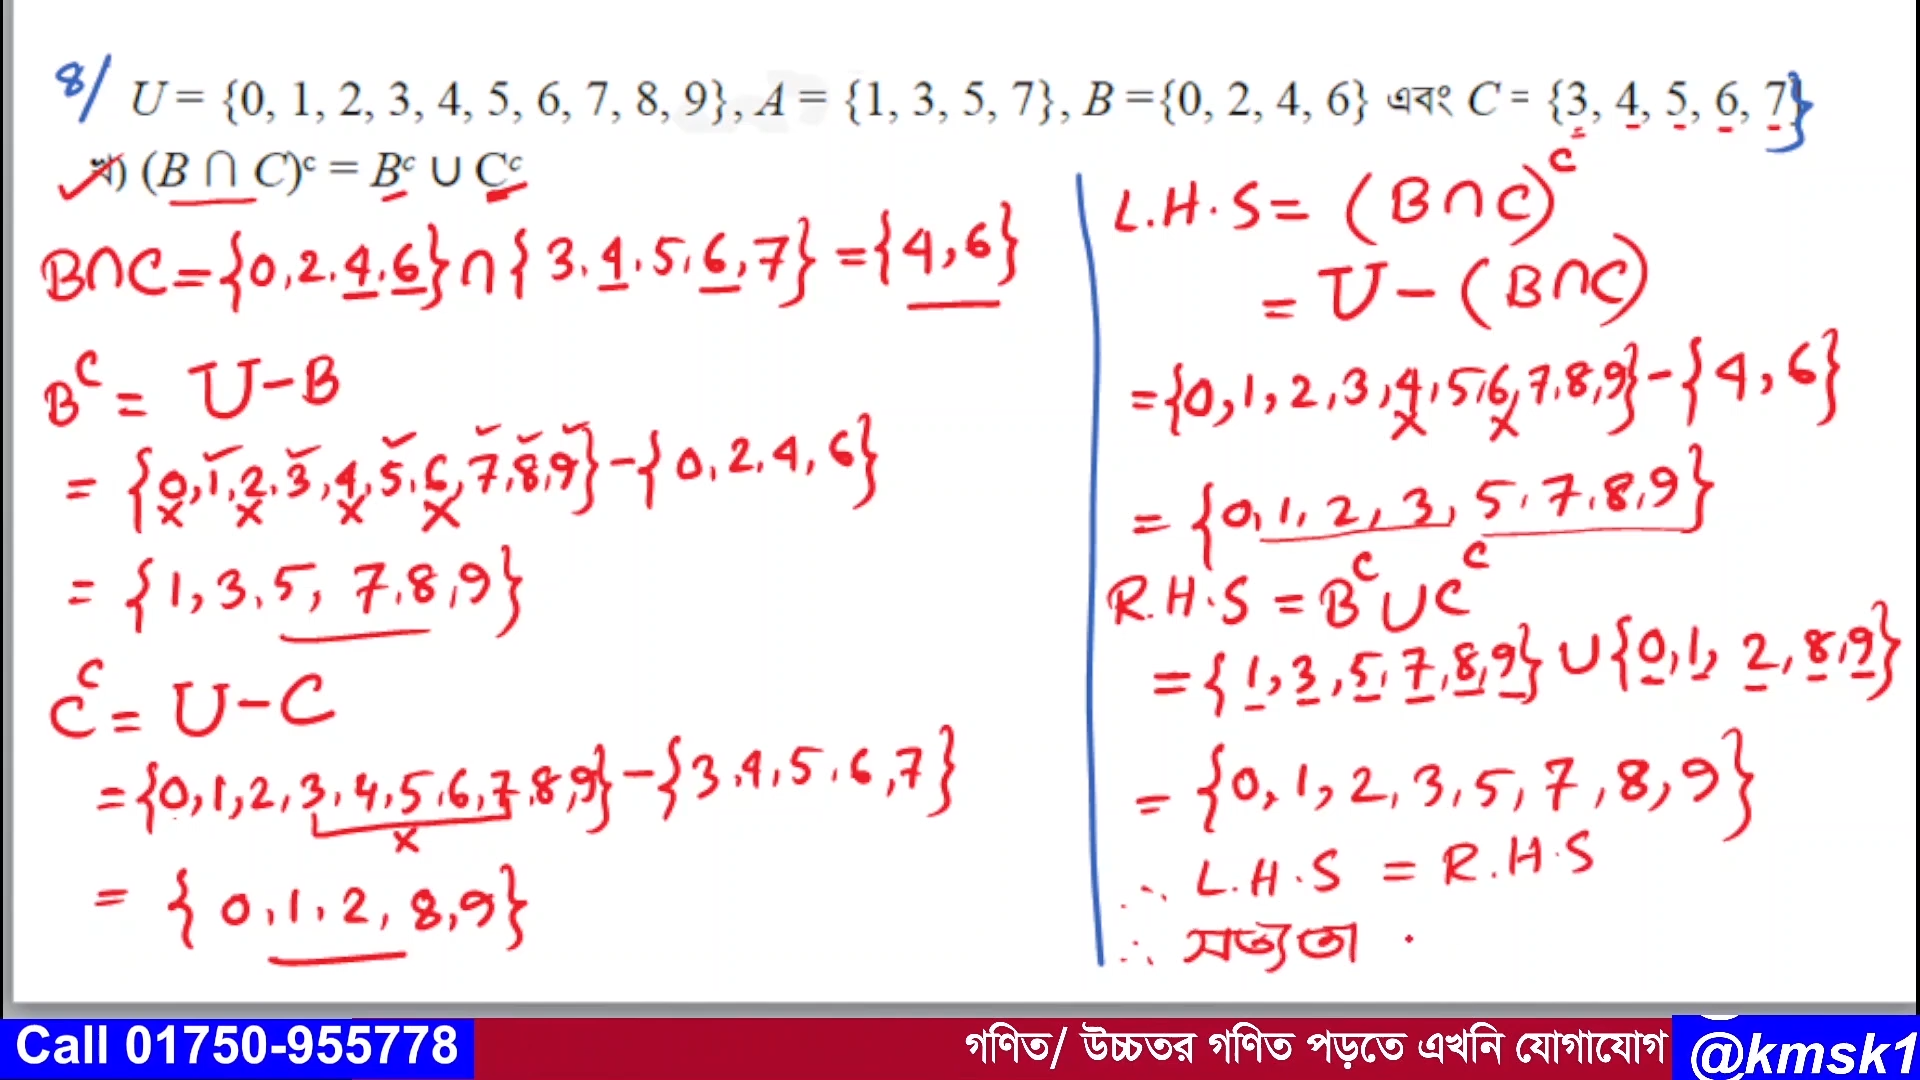 8/ U = {0, 1, 2, 3, 4, 5, 6, 7, 8, 9}, A = {1, 3, 5, 7}, B ={0, 2, 4, 6} এবং C = {3, 4, 5, 6, 7}
(B ∩ C)ᶜ = Bᶜ ∪ Cᶜ
B∩C = {0,2,4,6} ∩ {3,4,5,6,7} = {4,6}
Bᶜ = U-B
= {0,1,2,3,4,5,6,7,8,9} - {0,2,4,6}
= {1,3,5,7,8,9}
Cᶜ = U-C
= {0,1,2,3,4,5,6,7,8,9} - {3,4,5,6,7}
= {0,1,2,8,9}
L.H.S = (B∩C)ᶜ
= U - (B∩C)
= {0,1,2,3,4,5,6,7,8,9} - {4,6}
= {0,1,2,3,5,7,8,9}
R.H.S = Bᶜ∪Cᶜ
= {1,3,5,7,8,9} ∪ {0,1,2,8,9}
= {0,1,2,3,5,7,8,9}
∴ L.H.S = R.H.S
∴ সত্যতা
Call 01750-955778
গণিত/ উচ্চতর গণিত পড়তে এখনি যোগাযোগ
@kmsk1